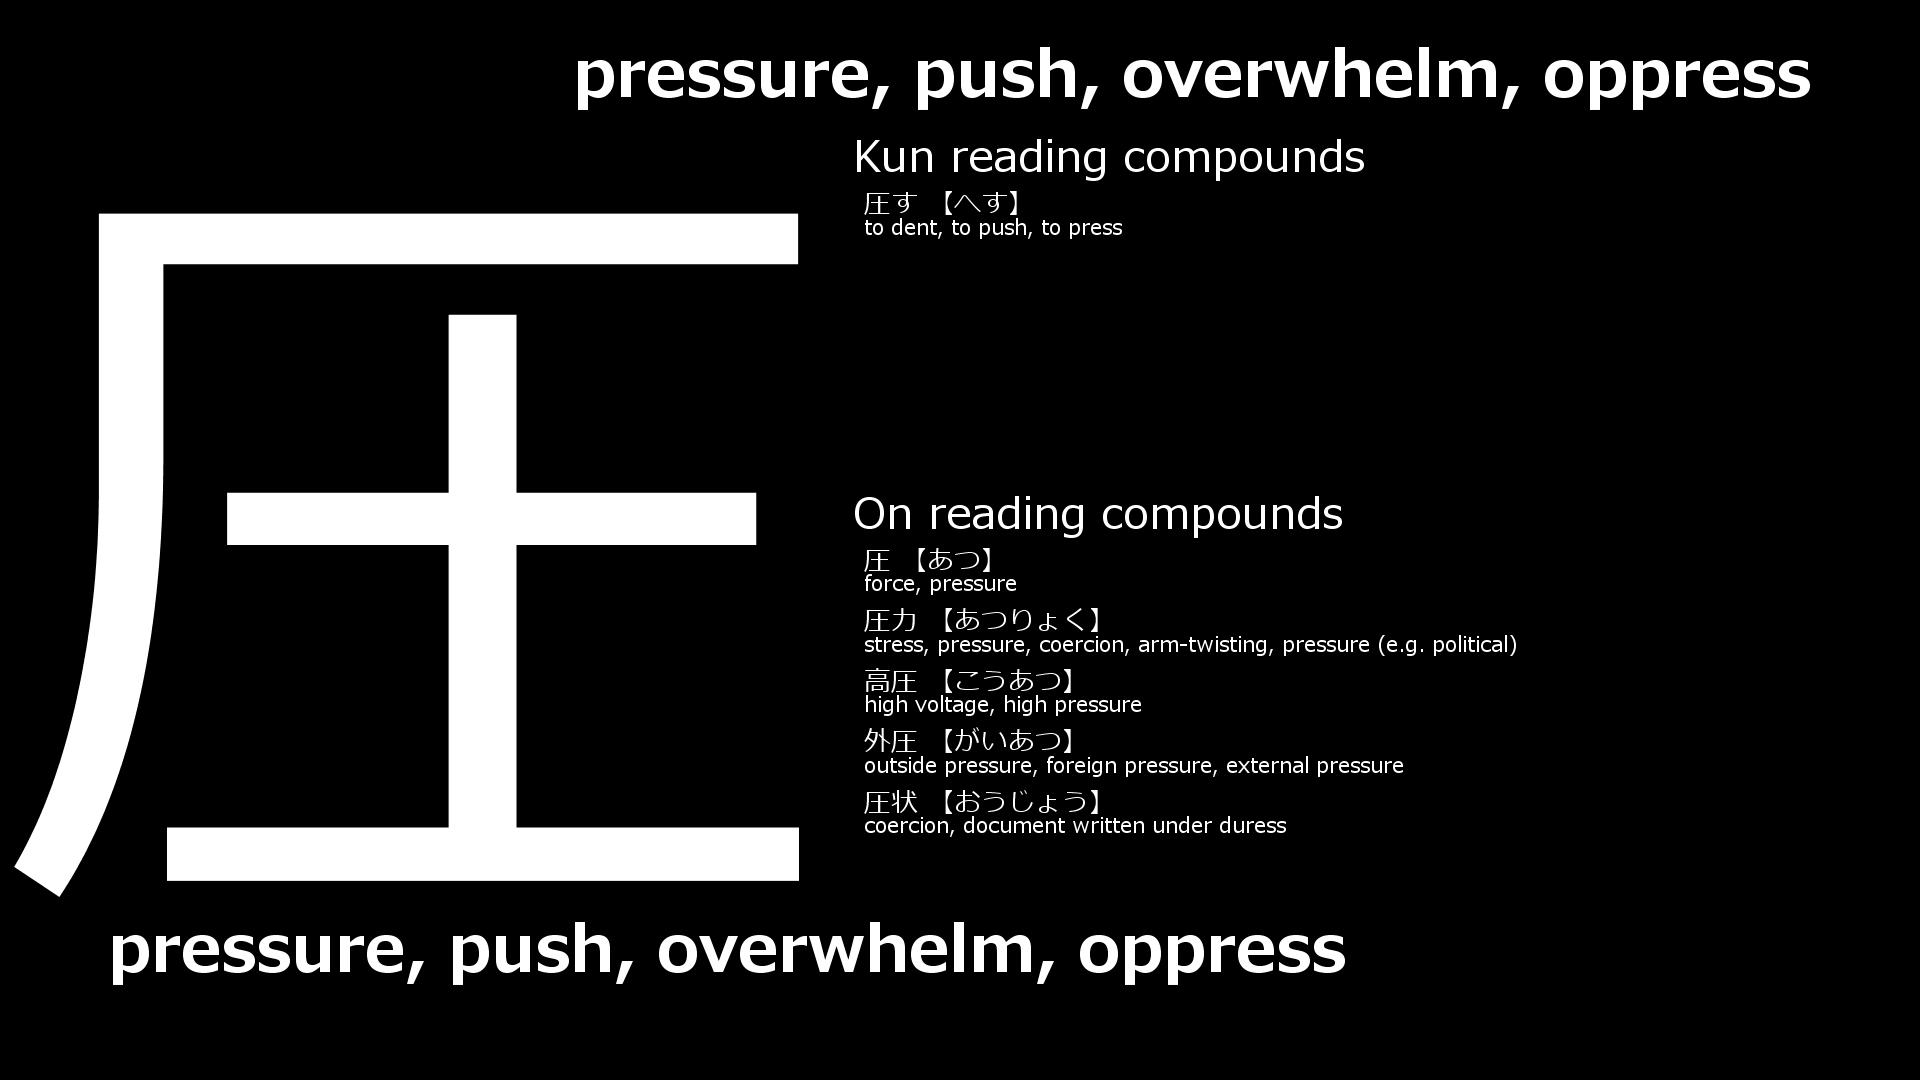 pressure, push, overwhelm, oppress
Kun reading compounds
圧す 【へす】
to dent, to push, to press
圧
On reading compounds
圧 【あつ】
force, pressure
圧力 【あつりょく】
stress, pressure, coercion, arm-twisting, pressure (e.g. political)
高圧 【こうあつ】
high voltage, high pressure
外圧 【がいあつ】
outside pressure, foreign pressure, external pressure
圧状 【おうじょう】
coercion, document written under duress
pressure, push, overwhelm, oppress